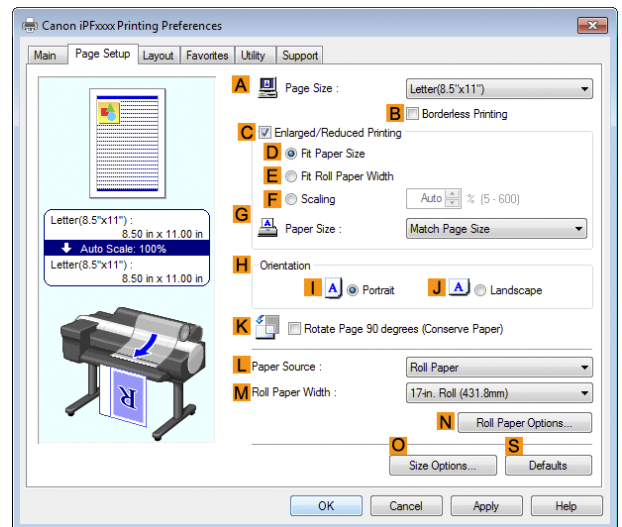 Canon iPFxxxx Printing Preferences
Main Page Setup Layout Favorites Utility Support
A Page Size : Letter(8.5"x11")
B Borderless Printing
C Enlarged/Reduced Printing
D Fit Paper Size
E Fit Roll Paper Width
F Scaling Auto % (5 - 600)
G Paper Size : Match Page Size
Letter(8.5"x11") :
8.50 in x 11.00 in
Auto Scale: 100%
Letter(8.5"x11") :
8.50 in x 11.00 in
H Orientation
I A Portrait J A Landscape
K Rotate Page 90 degrees (Conserve Paper)
L Paper Source : Roll Paper
M Roll Paper Width : 17-in. Roll (431.8mm)
N Roll Paper Options...
O Size Options... S Defaults
R
OK Cancel Apply Help